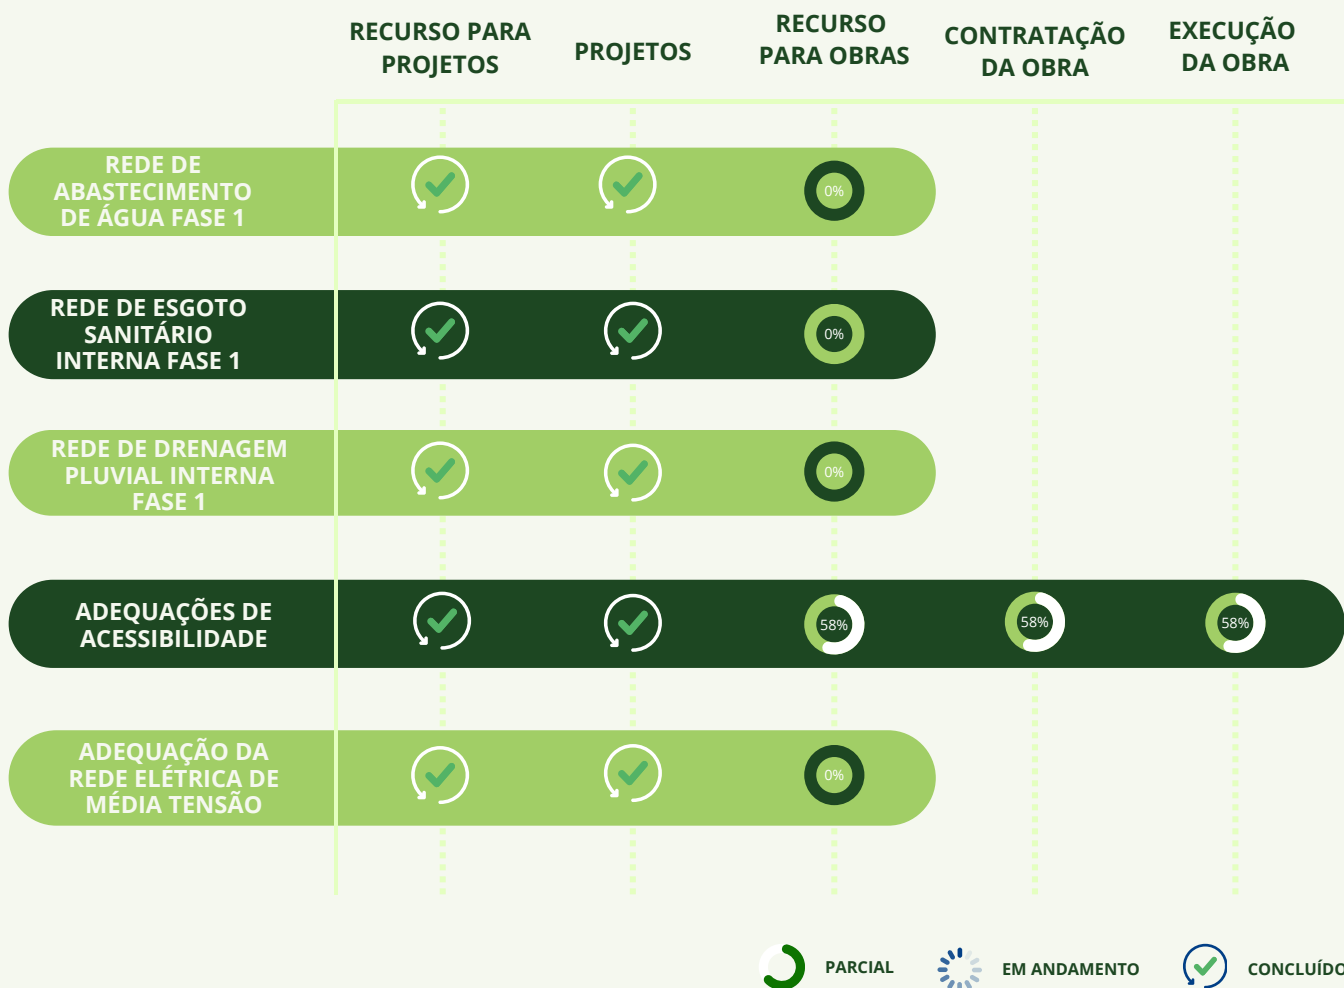 RECURSO PARA
PROJETOS
PROJETOS
RECURSO
PARA OBRAS
CONTRATAÇÃO
DA OBRA
EXECUÇÃO
DA OBRA
REDE DE
ABASTECIMENTO
DE ÁGUA FASE 1
0%
REDE DE ESGOTO
SANITÁRIO
INTERNA FASE 1
0%
REDE DE DRENAGEM
PLUVIAL INTERNA
FASE 1
0%
ADEQUAÇÕES DE
ACESSIBILIDADE
58%
58%
58%
ADEQUAÇÃO DA
REDE ELÉTRICA DE
MÉDIA TENSÃO
0%
PARCIAL
EM ANDAMENTO
CONCLUÍDO